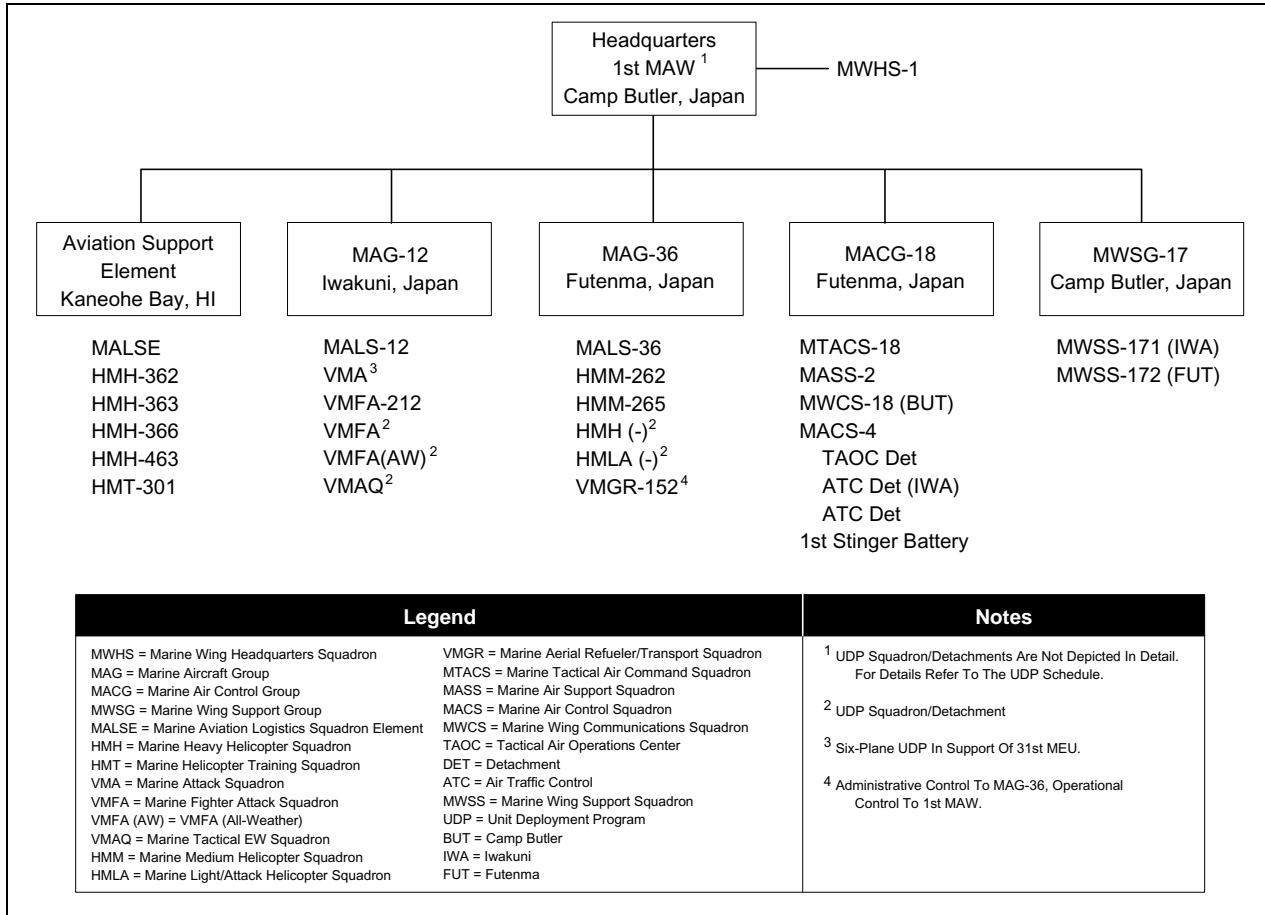 Headquarters
1st MAW 1
Camp Butler, Japan
MWHS-1
Aviation Support
Element
Kaneohe Bay, HI
MALSE
HMH-362
HMH-363
HMH-366
HMH-463
HMT-301
MAG-12
Iwakuni, Japan
MALS-12
VMA3
VMFA-212
VMFA2
VMFA(AW)2
VMAQ2
MAG-36
Futenma, Japan
MALS-36
HMM-262
HMM-265
HMH (-)2
HMLA (-)2
VMGR-1524
MACG-18
Futenma, Japan
MTACS-18
MASS-2
MWCS-18 (BUT)
MACS-4
TAOC Det
ATC Det (IWA)
ATC Det
1st Stinger Battery
MWSG-17
Camp Butler, Japan
MWSS-171 (IWA)
MWSS-172 (FUT)
Legend
MWHS = Marine Wing Headquarters Squadron
MAG = Marine Aircraft Group
MACG = Marine Air Control Group
MWSG = Marine Wing Support Group
MALSE = Marine Aviation Logistics Squadron Element
HMH = Marine Heavy Helicopter Squadron
HMT = Marine Helicopter Training Squadron
VMA = Marine Attack Squadron
VMFA = Marine Fighter Attack Squadron
VMFA (AW) = VMFA (All-Weather)
VMAQ = Marine Tactical EW Squadron
HMM = Marine Medium Helicopter Squadron
HMLA = Marine Light/Attack Helicopter Squadron
VMGR = Marine Aerial Refueler/Transport Squadron
MTACS = Marine Tactical Air Command Squadron
MASS = Marine Air Support Squadron
MACS = Marine Air Control Squadron
MWCS = Marine Wing Communications Squadron
TAOC = Tactical Air Operations Center
DET = Detachment
ATC = Air Traffic Control
MWSS = Marine Wing Support Squadron
UDP = Unit Deployment Program
BUT = Camp Butler
IWA = Iwakuni
FUT = Futenma
Notes
1 UDP Squadron/Detachments Are Not Depicted In Detail.
For Details Refer To The UDP Schedule.
2 UDP Squadron/Detachment
3 Six-Plane UDP In Support Of 31st MEU.
4 Administrative Control To MAG-36, Operational
Control To 1st MAW.